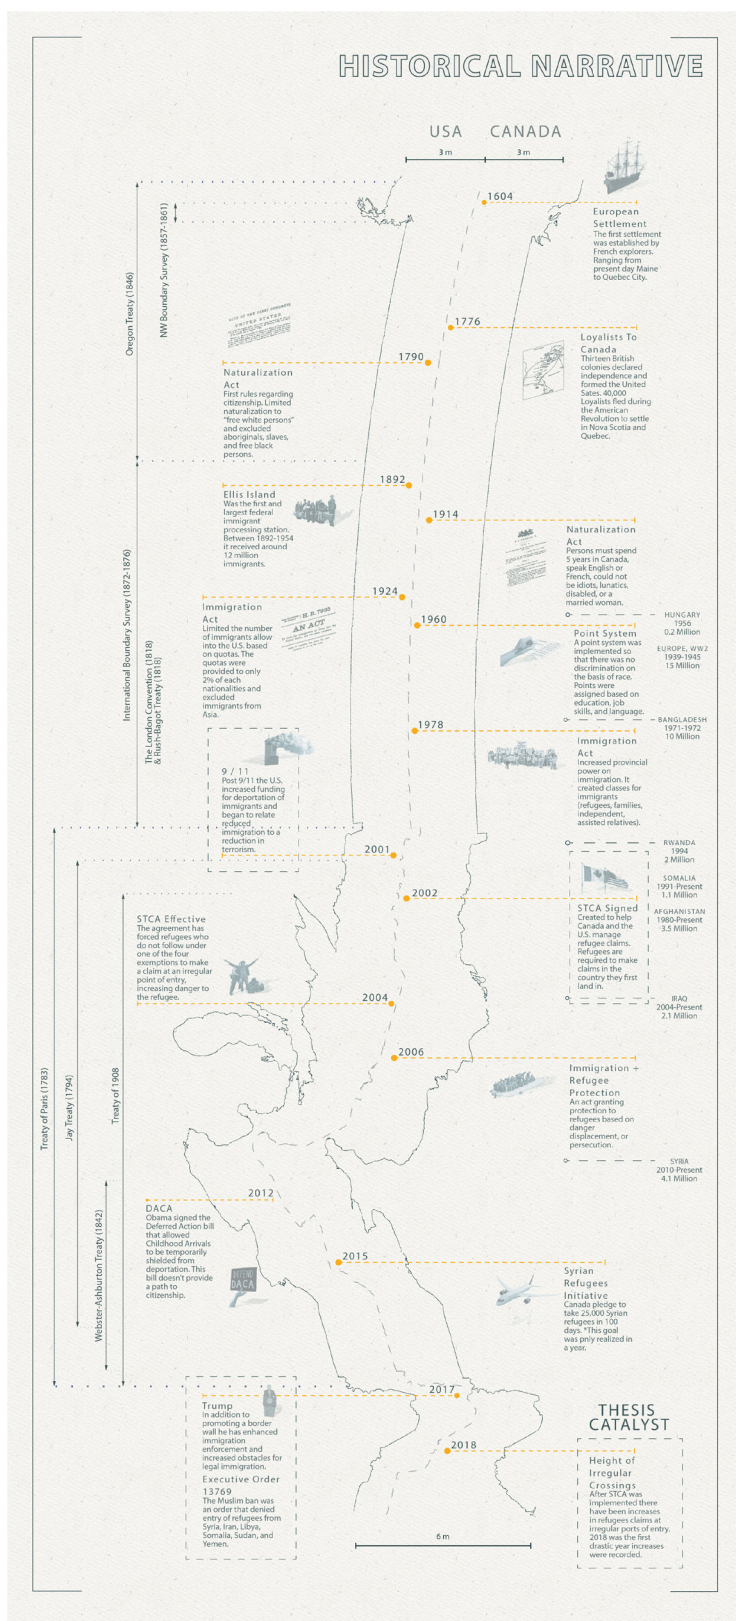 HISTORICAL NARRATIVE
USA CANADA
3 m 3 m
1604
European
Settlement
The first settlement
was established by
French explorers.
Ranging from
present day Maine
to Quebec City.
Oregon Treaty (1846)
NW Boundary Survey (1857-1861)
1776
Loyalists To
Canada
Thirteen British
colonies declared
independence and
formed the United
Sates. 40,000
Loyalists fled during
the American
Revolution to settle
in Nova Scotia and
Quebec.
UNITED STATES
1790
Naturalization
Act
First rules regarding
citizenship. Limited
naturalization to
"free white persons"
and excluded
aboriginals, slaves,
and free black
persons.
1892
Ellis Island
Was the first and
largest federal
immigrant
processing station.
Between 1892-1954
it received around
12 million
immigrants.
1914
Naturalization
Act
Persons must spend
5 years in Canada,
speak English or
French, could not
be idiots, lunatics,
disabled, or a
married woman.
International Boundary Survey (1872-1876)
The London Convention (1818)
& Rush-Bagot Treaty (1818)
1924
Immigration
Act
Limited the number
of immigrants allow
into the U.S. based
on quotas. The
quotas were
provided to only
2% of each
nationalities and
excluded
immigrants from
Asia.
H. R. 7995
AN ACT
1960
Point System
A point system was
implemented so
that there was no
discrimination on
the basis of race.
Points were
assigned based on
education, job
skills, and language.
HUNGARY
1956
0.2 Million
EUROPE, WW2
1939-1945
15 Million
BANGLADESH
1971-1972
10 Million
1978
Immigration
Act
Increased provincial
power on
immigration. It
created classes for
immigrants
(refugees, families,
independent,
assisted relatives).
9 / 11
Post 9/11 the U.S.
increased funding
for deportation of
immigrants and
began to relate
reduced
immigration to a
reduction in
terrorism.
2001
RWANDA
1994
2 Million
SOMALIA
1991-Present
1.1 Million
AFGHANISTAN
1980-Present
3.5 Million
IRAQ
2004-Present
2.1 Million
2002
STCA Signed
Created to help
Canada and the
U.S. manage
refugee claims.
Refugees are
required to make
claims in the
country they first
land in.
STCA Effective
The agreement has
forced refugees who
do not follow under
one of the four
exemptions to make
a claim at an irregular
point of entry,
increasing danger to
the refugee.
2004
2006
Immigration +
Refugee
Protection
An act granting
protection to
refugees based on
danger
displacement, or
persecution.
Treaty of Paris (1783)
Jay Treaty (1794)
Treaty of 1908
Webster-Ashburton Treaty (1842)
SYRIA
2010-Present
4.1 Million
2012
DACA
Obama signed the
Deferred Action bill
that allowed
Childhood Arrivals
to be temporarily
shielded from
deportation. This
bill doesn't provide
a path to
citizenship.
DEFEND
DACA
2015
Syrian
Refugees
Initiative
Canada pledge to
take 25,000 Syrian
refugees in 100
days. *This goal
was pnly realized in
a year.
2017
Trump
In addition to
promoting a border
wall he has enhanced
immigration
enforcement and
increased obstacles for
legal immigration.
Executive Order
13769
The Muslim ban was
an order that denied
entry of refugees from
Syria, Iran, Libya,
Somalia, Sudan, and
Yemen.
THESIS
CATALYST
2018
Height of
Irregular
Crossings
After STCA was
implemented there
have been increases
in refugees claims at
irregular ports of entry.
2018 was the first
drastic year increases
were recorded.
6 m